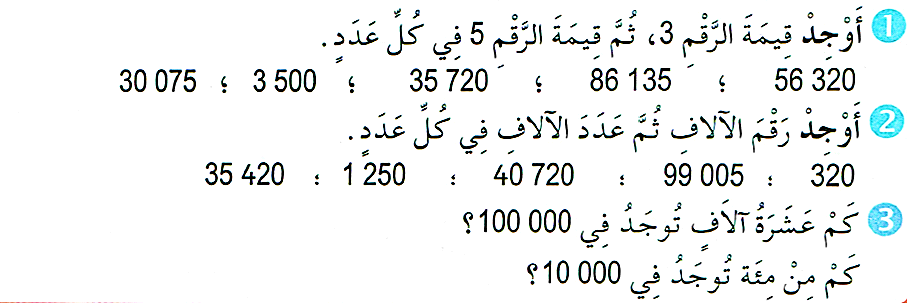 1 أَوْجِدْ قِيمَةَ الرَّقْمِ 3، ثُمَّ قِيمَةَ الرَّقْمِ 5 فِي كُلِّ عَدَدٍ.
56 320 ؛ 86 135 ؛ 35 720 ؛ 3 500 ؛ 30 075
2 أَوْجِدْ رَقْمَ الآلافِ ثُمَّ عَدَدَ الآلافِ فِي كُلِّ عَدَدٍ.
320 ؛ 99 005 ؛ 40 720 ؛ 1 250 ؛ 35 420
3 كَمْ عَشَرَةُ آلاَفٍ تُوجَدُ فِي 000 100؟
كَمْ مِنْ مِئَة تُوجَدُ فِي 000 10؟